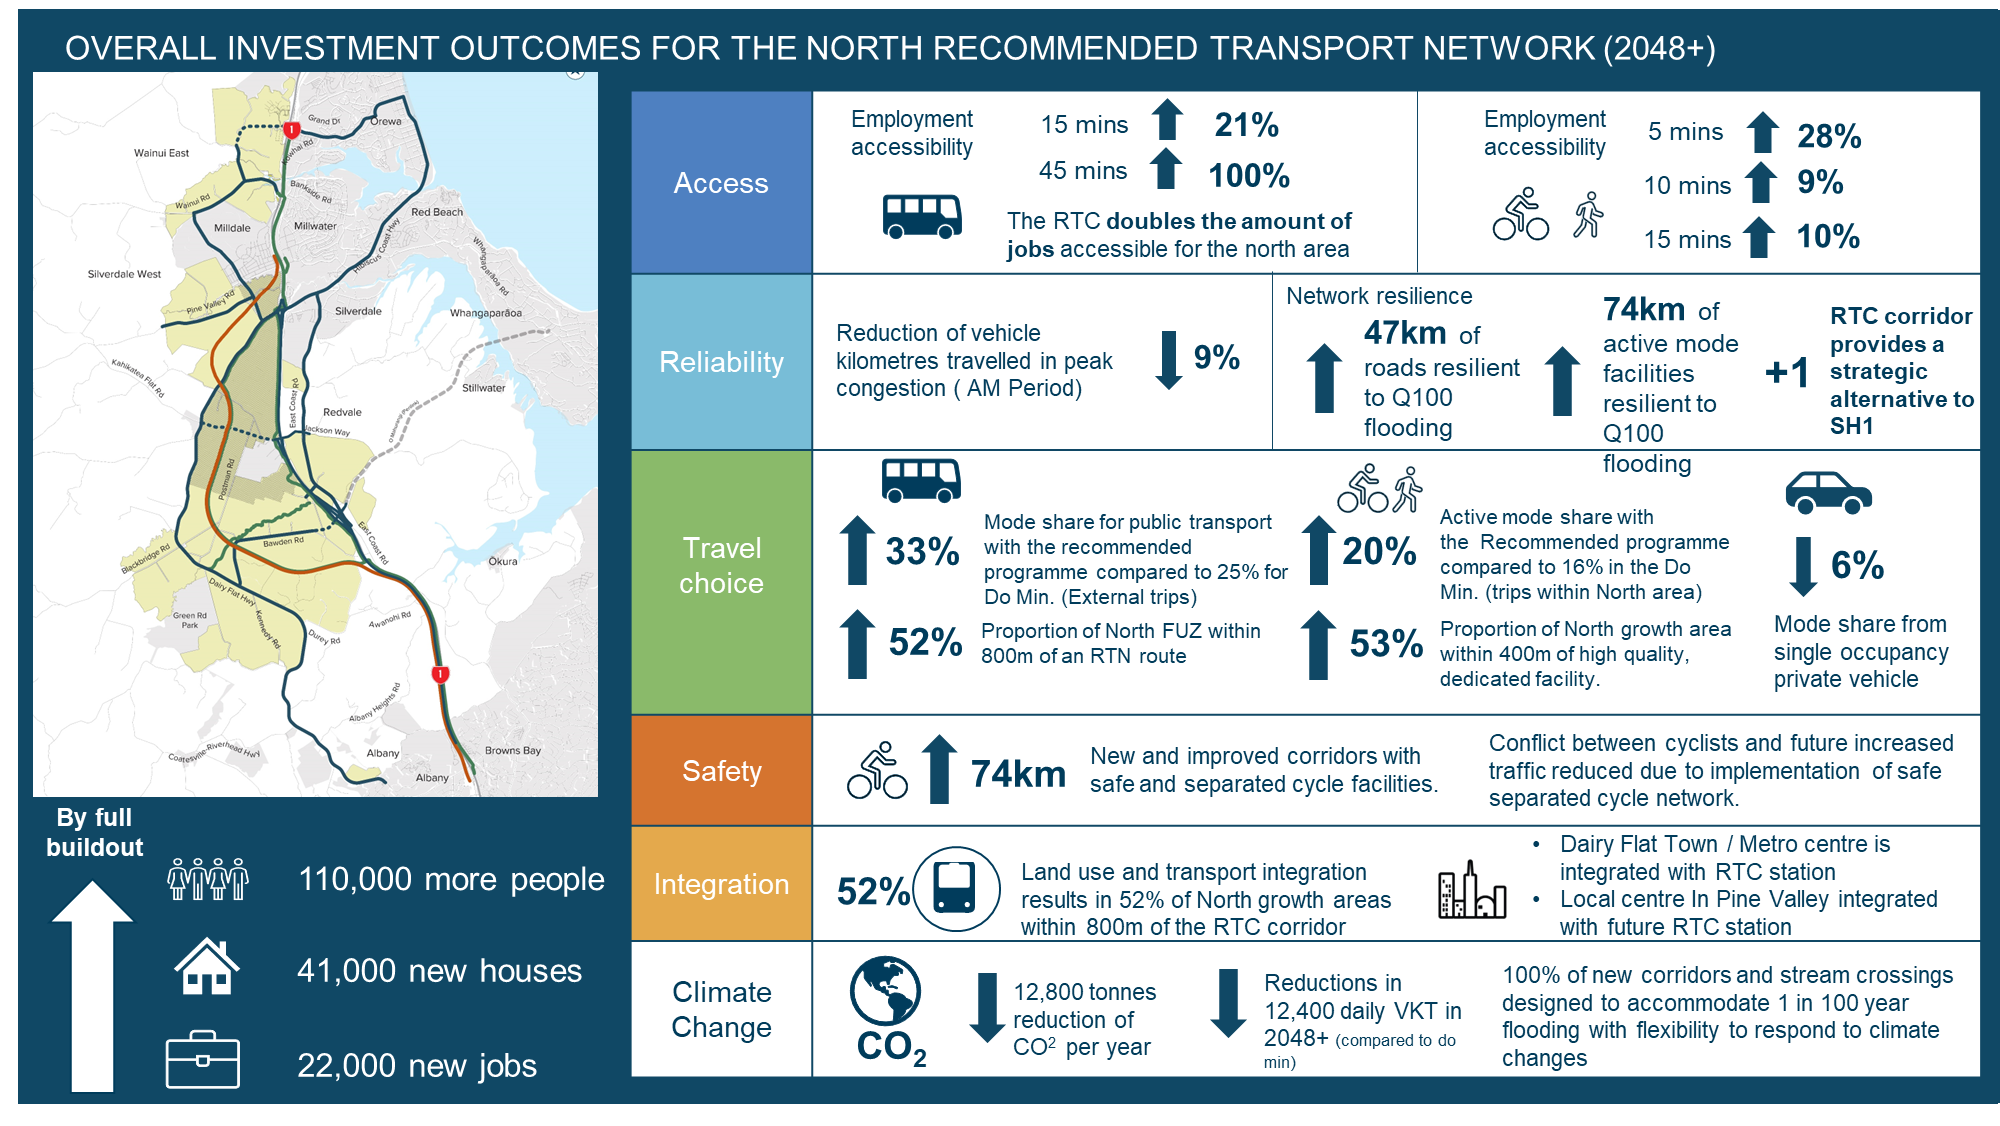 OVERALL INVESTMENT OUTCOMES FOR THE NORTH RECOMMENDED TRANSPORT NETWORK (2048+)
Grand Dr
Orewa
1
Wainui East
Bankside Rd
Wainui Rd
Red Beach
Milldale
Millwater
Hibiscus Coast Hwy
Whangaparāoa Rd
Silverdale West
Pine Valley Rd
Silverdale
Whangaparāoa
Kahikatea Flat Rd
Stillwater
East Coast Rd
Redvale
Jackson Way
Postman Rd
Bawden Rd
East Coast Rd
Blackbridge Rd
Okura
Dairy Flat Hwy
Green Rd
Park
Kennedy Rd
Durey Rd
Awanohi Rd
1
Albany Heights Rd
Coatesville-Riverhead Hwy
Albany
Browns Bay
Albany
By full
buildout
110,000 more people
41,000 new houses
22,000 new jobs
Access
Employment
accessibility
15 mins
21%
45 mins
100%
The RTC doubles the amount of
jobs accessible for the north area
Employment
accessibility
5 mins
28%
10 mins
9%
15 mins
10%
Reliability
Reduction of vehicle
kilometres travelled in peak
congestion ( AM Period)
9%
Network resilience
47km of
roads resilient
to Q100
flooding
74km of
active mode
facilities
resilient to
Q100
flooding
+1
RTC corridor
provides a
strategic
alternative to
SH1
Travel
choice
33%
Mode share for public transport
with the recommended
programme compared to 25% for
Do Min. (External trips)
52%
Proportion of North FUZ within
800m of an RTN route
20%
Active mode share with
the Recommended programme
compared to 16% in the Do
Min. (trips within North area)
53%
Proportion of North growth area
within 400m of high quality,
dedicated facility.
6%
Mode share from
single occupancy
private vehicle
Safety
74km
New and improved corridors with
safe and separated cycle facilities.
Conflict between cyclists and future increased
traffic reduced due to implementation of safe
separated cycle network.
Integration
52%
Land use and transport integration
results in 52% of North growth areas
within 800m of the RTC corridor
• Dairy Flat Town / Metro centre is
integrated with RTC station
• Local centre In Pine Valley integrated
with future RTC station
Climate
Change
CO2
12,800 tonnes
reduction of
CO² per year
Reductions in
12,400 daily VKT in
2048+ (compared to do
min)
100% of new corridors and stream crossings
designed to accommodate 1 in 100 year
flooding with flexibility to respond to climate
changes